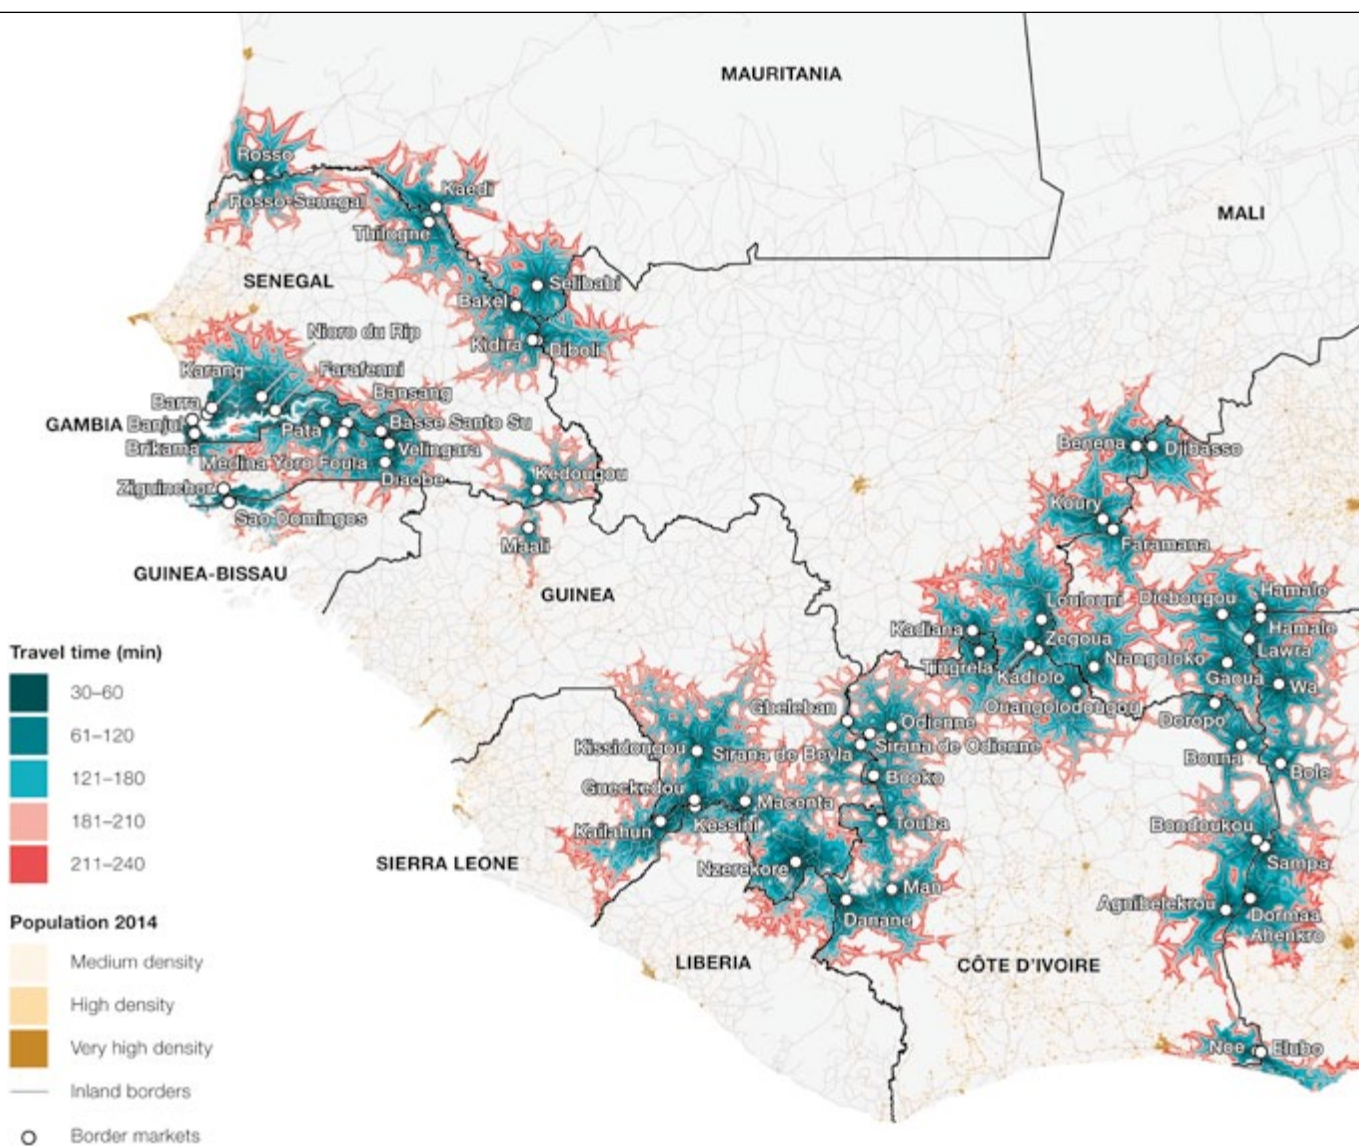 MAURITANIA
Rosso
Kaedi
Rosso-Senegal
MALI
Thilogne
SENEGAL
Selibabi
Bakel
Nioro du Rip
Kidira
Diboli
Karang
Farafenni
Bansang
Barra
GAMBIA
Banjul
Pata
Basse Santo Su
Brikama
Velingara
Benena
Djibasso
Medina Yoro Foula
Diaobe
Kedougou
Ziguinchor
Sao Domingos
Koury
Maali
Faramana
GUINEA-BISSAU
GUINEA
Loulouni
Diebougou
Hamale
Kadiana
Hamale
Zegoua
Lawra
Travel time (min)
Tingrela
Kadiolo
Niangoloko
Gaoua
Wa
30–60
Gbeleban
Ouangolodougou
Odienne
Doropo
61–120
Kissidougou
Sirana de Beyla
Sirana de Odienne
Bouna
Bole
121–180
Gueckedou
Booko
Macenta
181–210
Kailahun
Kessini
Touba
Bondoukou
211–240
SIERRA LEONE
Nzerekore
Sampa
Man
Agnibelekrou
Population 2014
Danane
Dormaa
Ahenkro
Medium density
LIBERIA
CÔTE D'IVOIRE
High density
Very high density
Noe
Elubo
Inland borders
Border markets